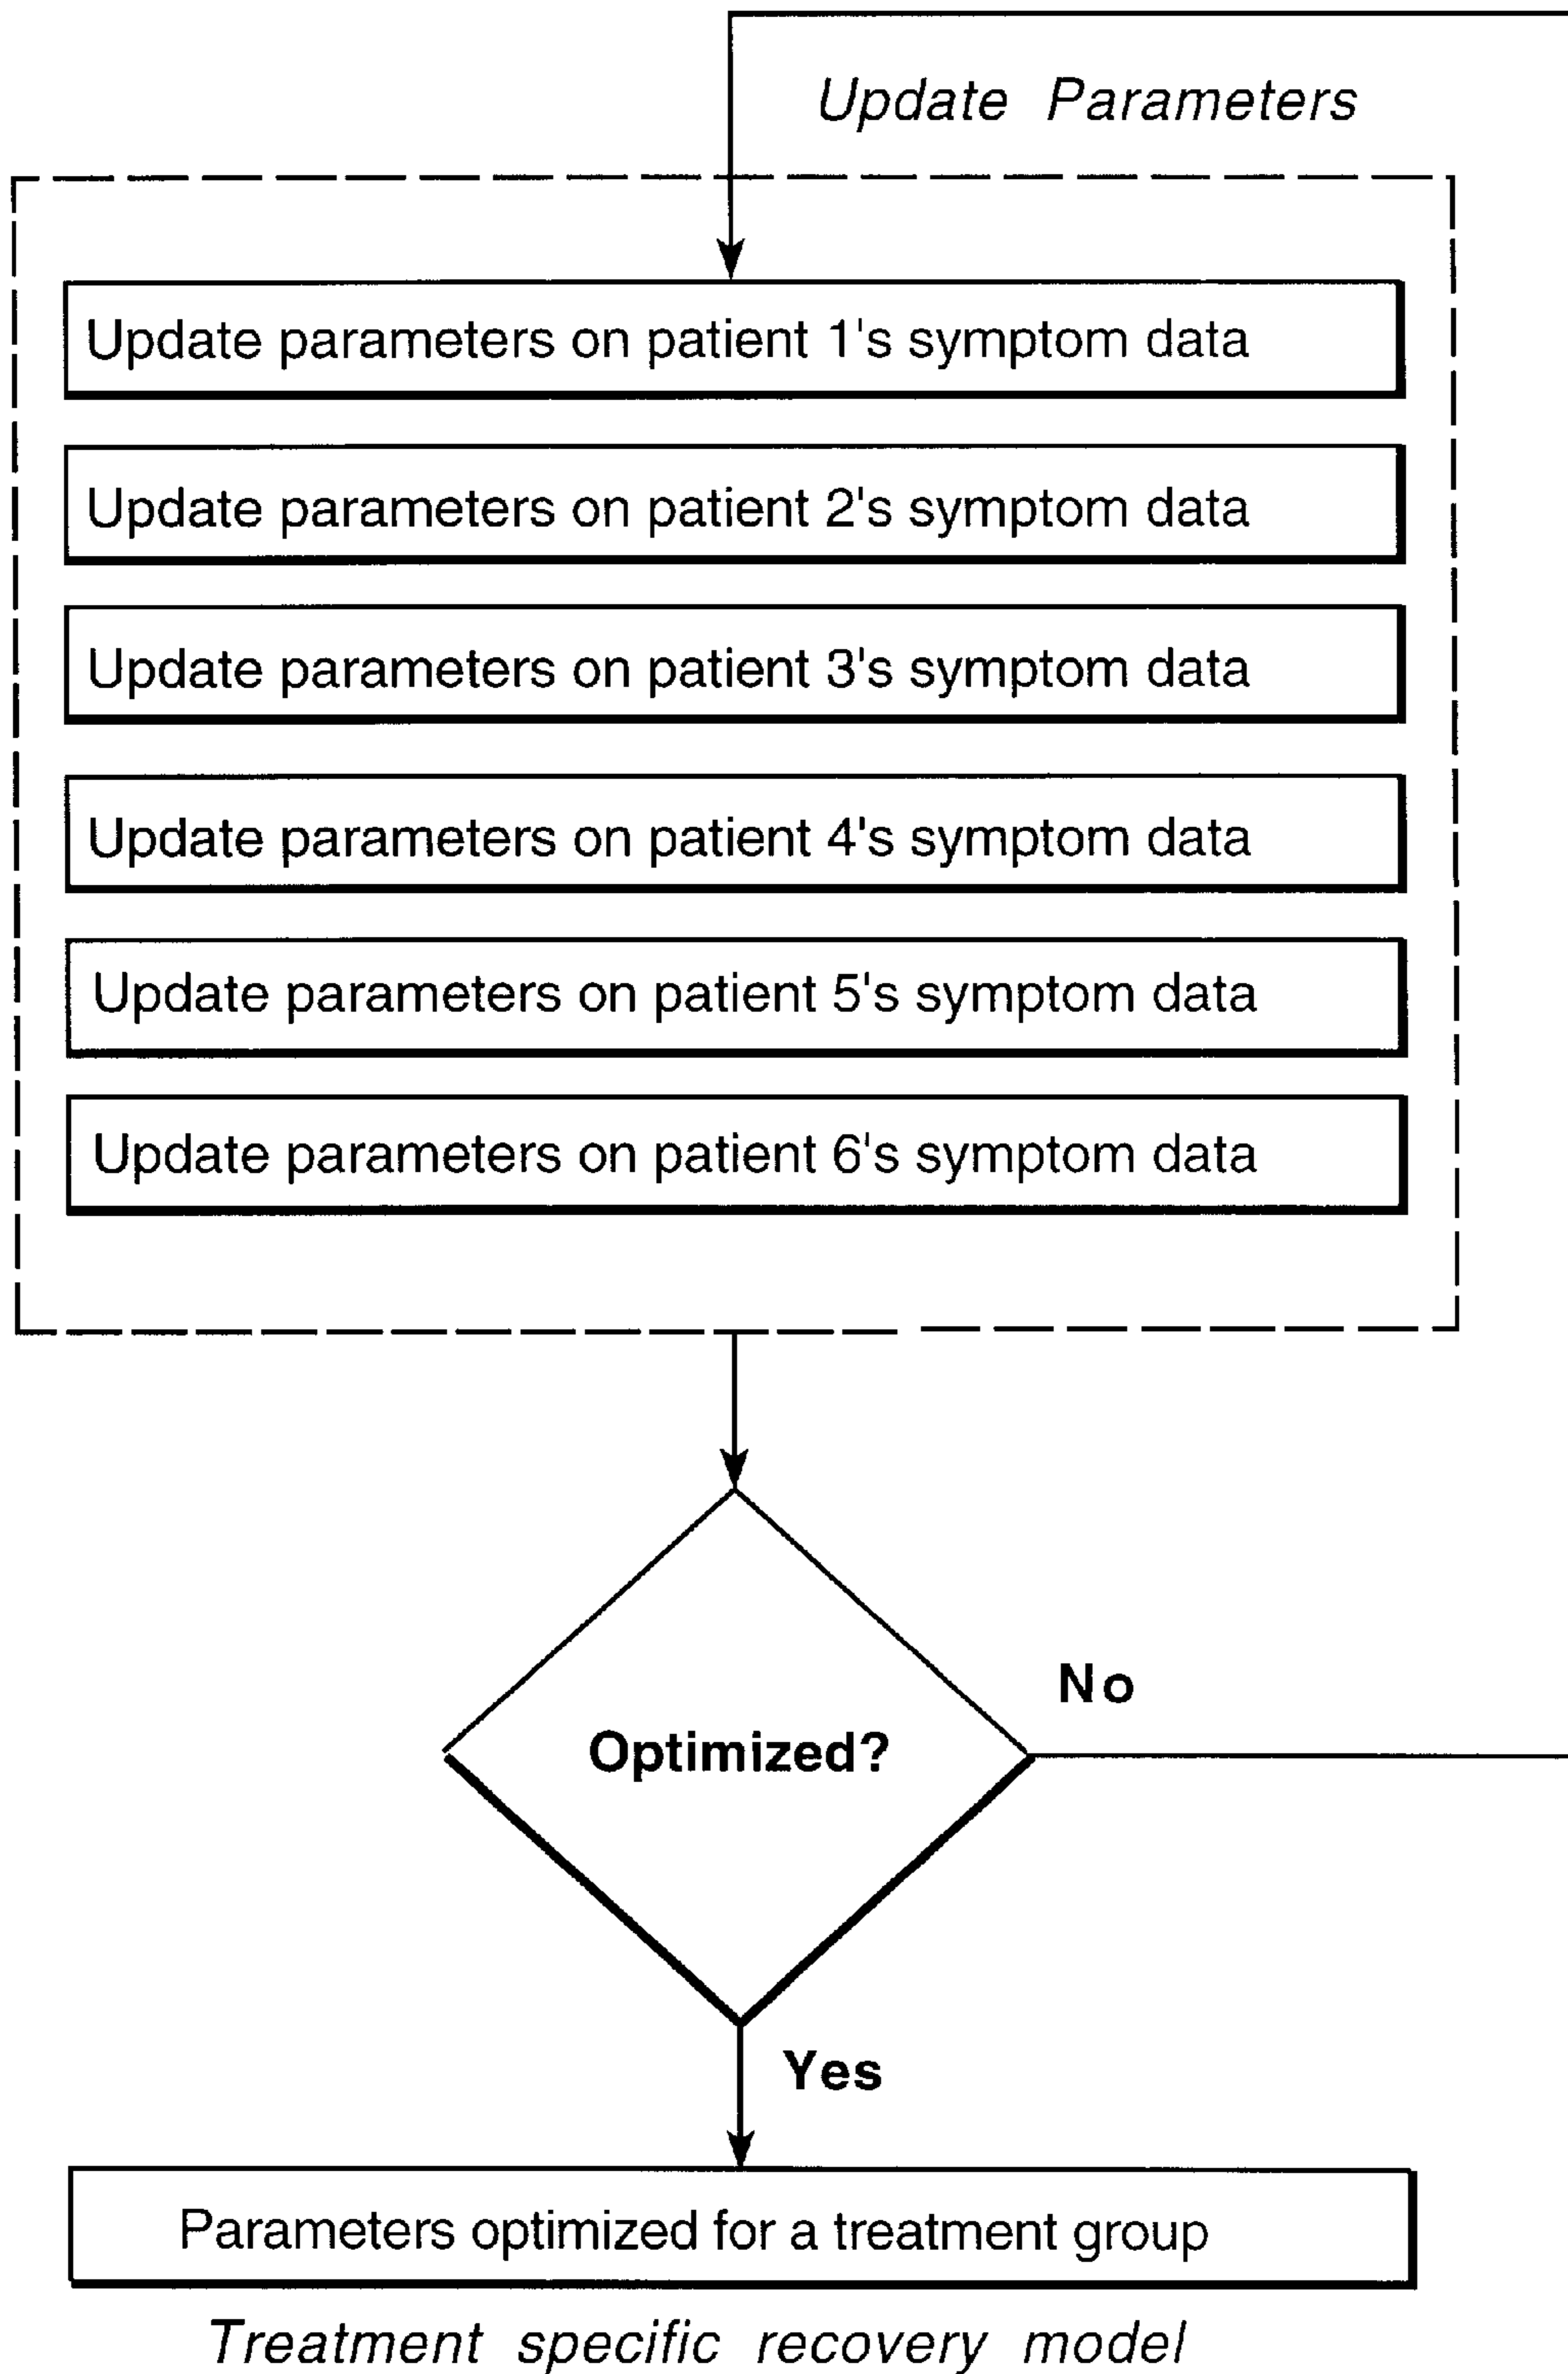 Update Parameters
Update parameters on patient 1's symptom data
Update parameters on patient 2's symptom data
Update parameters on patient 3's symptom data
Update parameters on patient 4's symptom data
Update parameters on patient 5's symptom data
Update parameters on patient 6's symptom data
No
Optimized?
Yes
Parameters optimized for a treatment group
Treatment specific recovery model